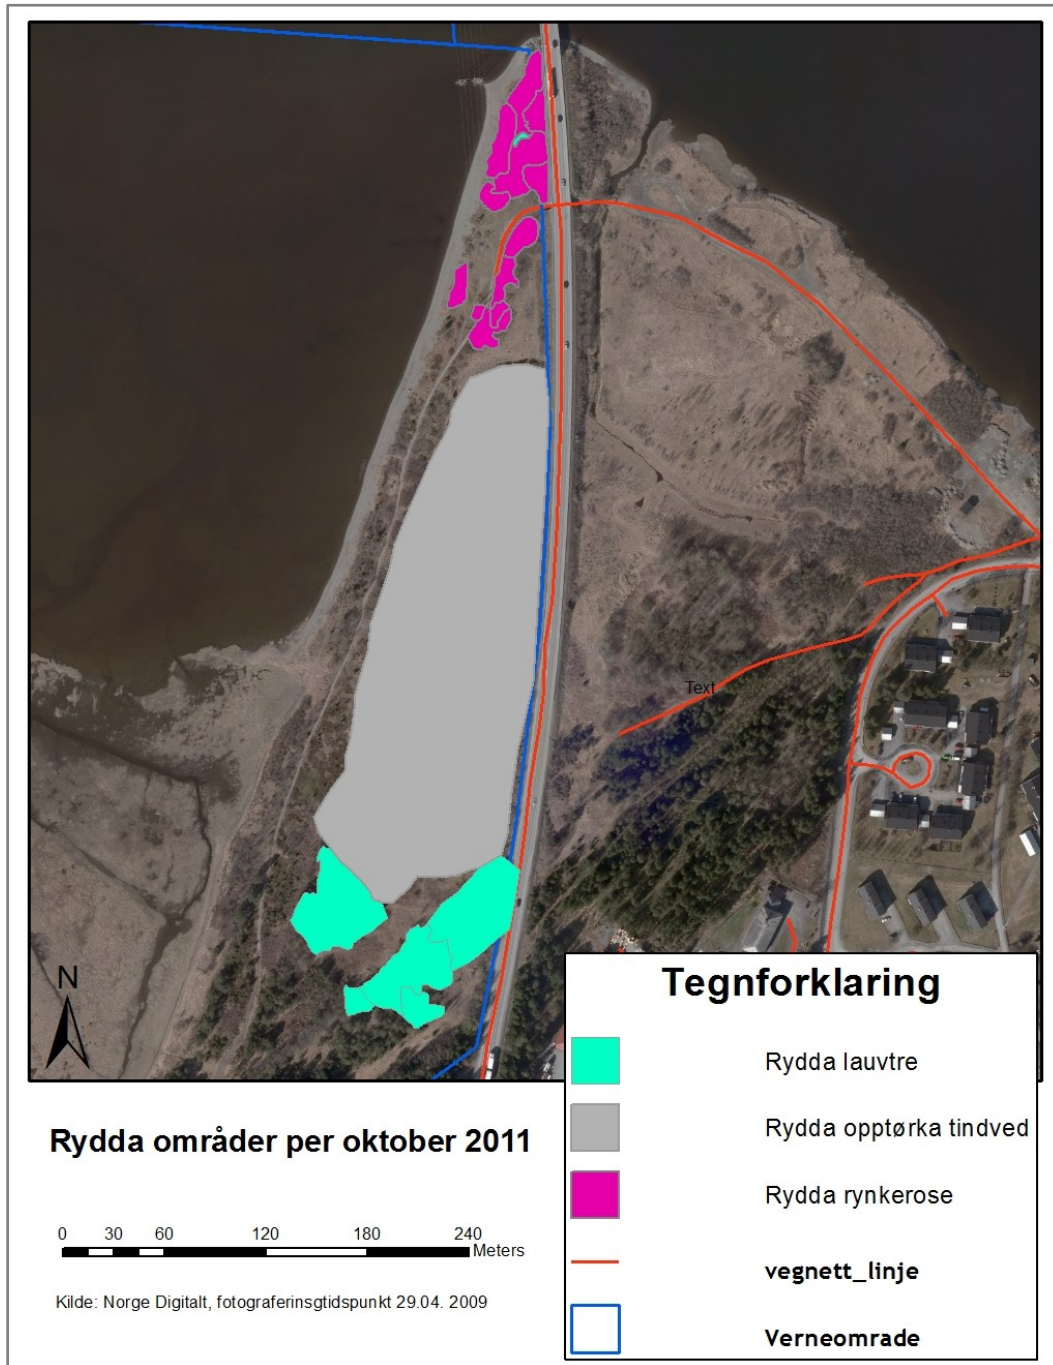 Text
N
Tegnforklaring
Rydda lauvtre
Rydda opptørka tindved
Rydda rynkerose
vegnett_linje
Verneomrade
Rydda områder per oktober 2011
0 30 60 120 180 240
Meters
Kilde: Norge Digitalt, fotograferinsgtidspunkt 29.04. 2009